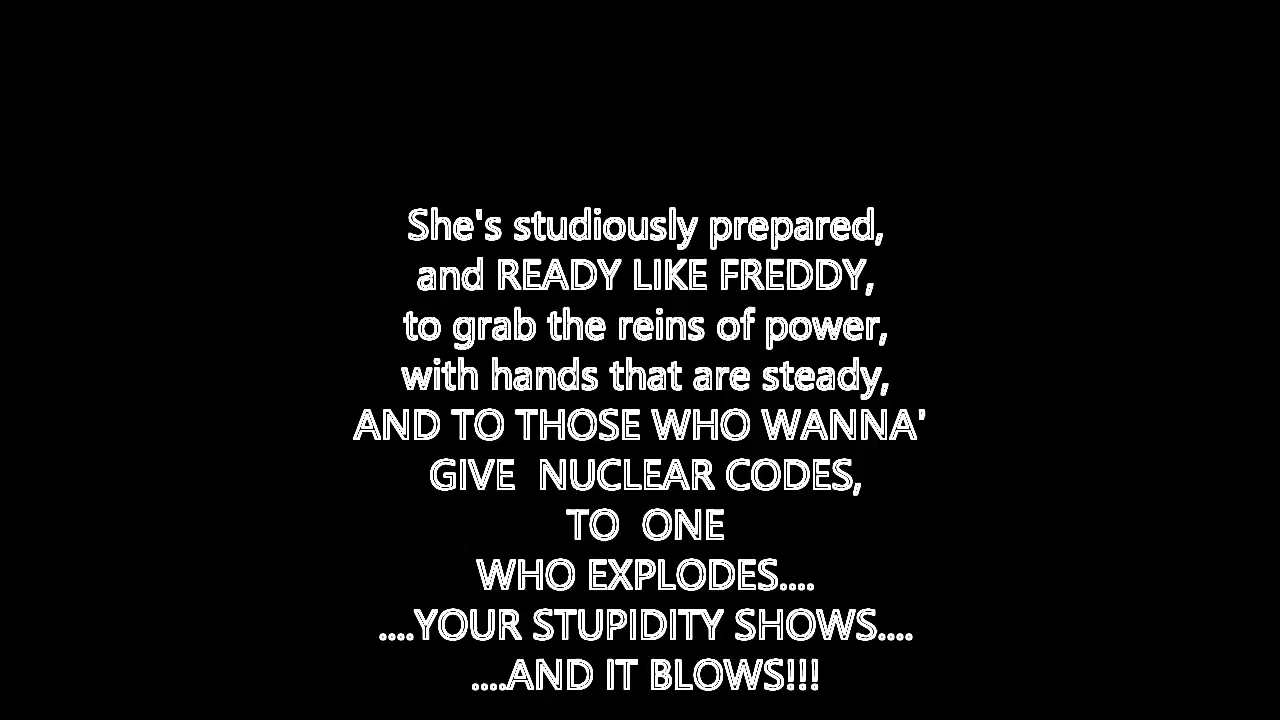 She's studiously prepared,
and READY LIKE FREDDY,
to grab the reins of power,
with hands that are steady,
AND TO THOSE WHO WANNA'
GIVE  NUCLEAR CODES,
TO  ONE
WHO EXPLODES....
....YOUR STUPIDITY SHOWS....
....AND IT BLOWS!!!